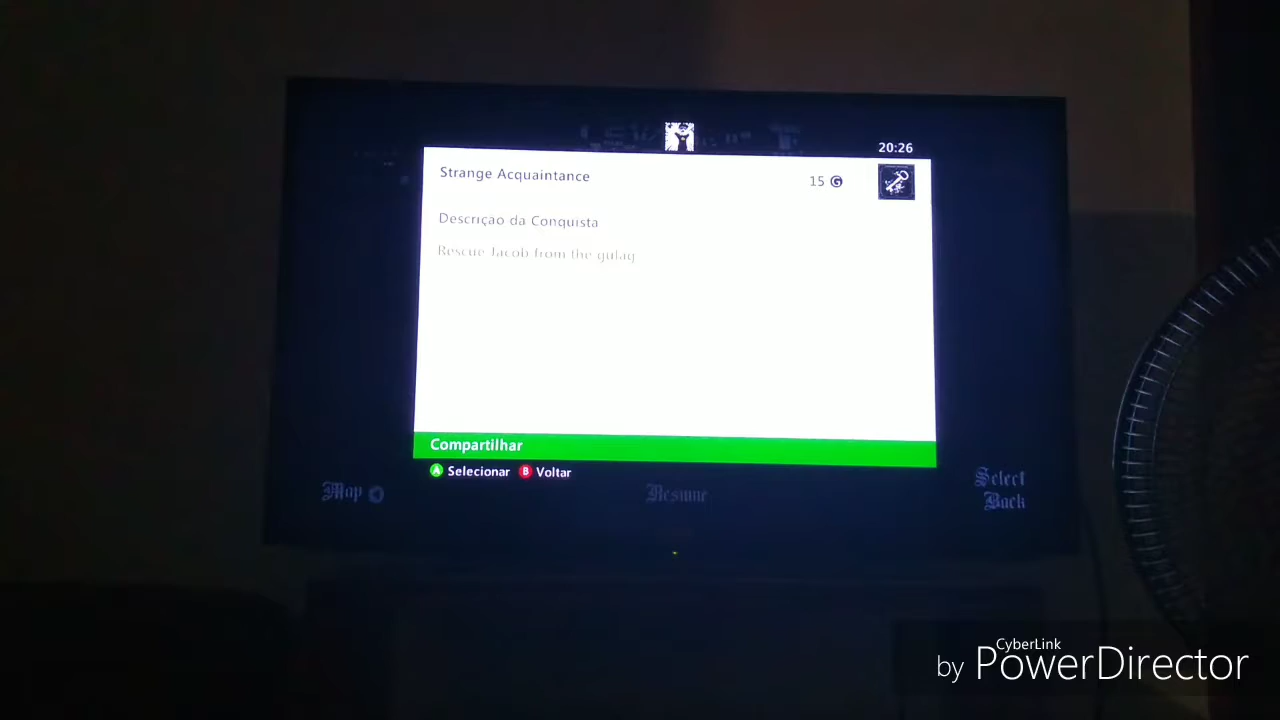 20:26
Strange Acquaintance
15 G
Descrição da Conquista
Rescue Jacob from the gulag
Compartilhar
A Selecionar B Voltar
Map
Resume
Select
Back
CyberLink
by PowerDirector